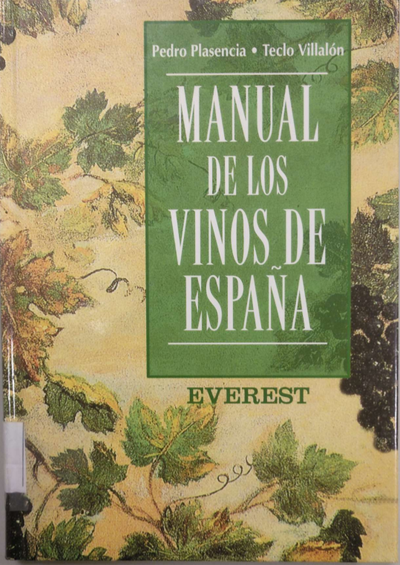 Pedro Plasencia • Teclo Villalón
MANUAL
DE LOS
VINOS DE
ESPAÑA
EVEREST